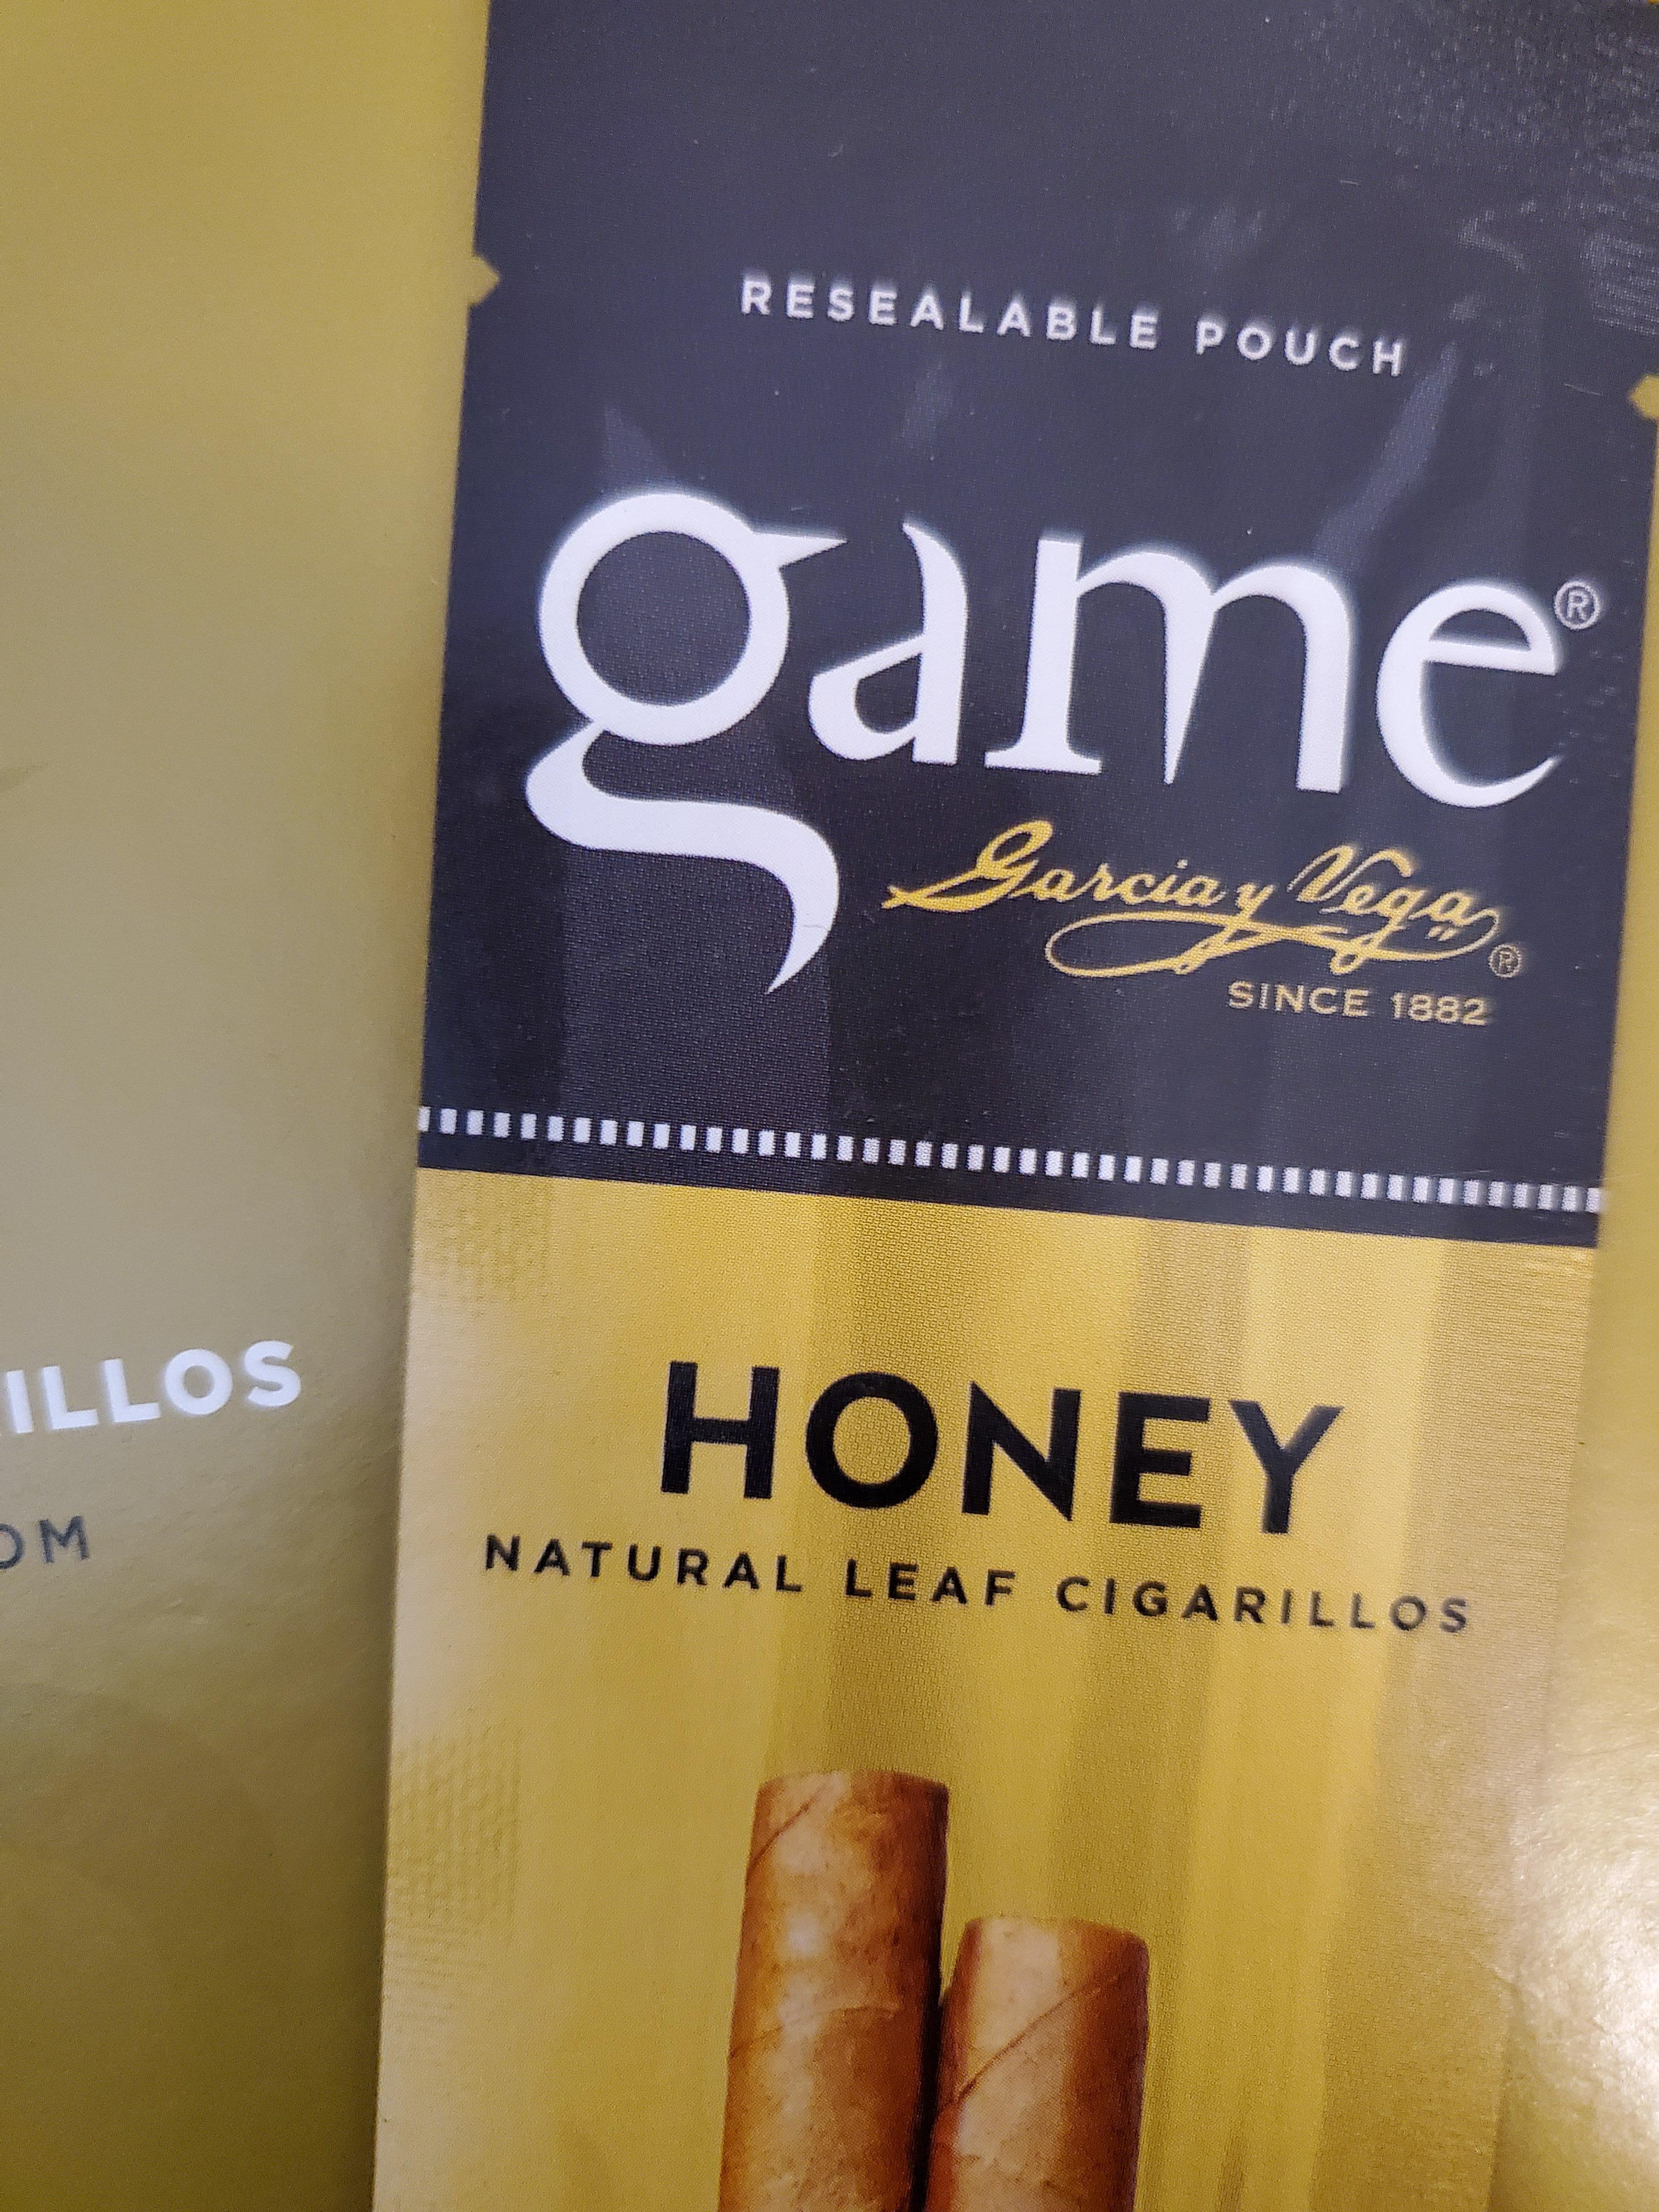 RESEALABLE POUCH
game®
Garcia y Vega®
SINCE 1882
HONEY
NATURAL LEAF CIGARILLOS
ILLOS
OM